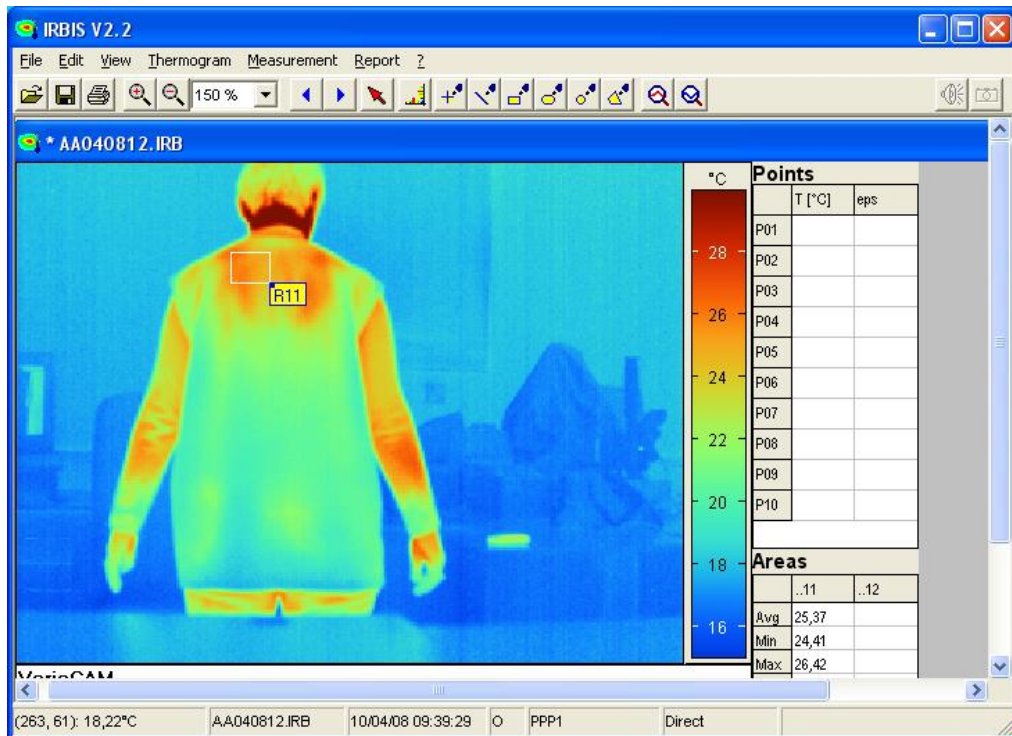 IRBIS V2.2
File Edit View Thermogram Measurement Report ?
150 %
* AA040812.IRB
°C
28
26
24
22
20
18
16
R11
Points
T [°C] eps
P01
P02
P03
P04
P05
P06
P07
P08
P09
P10
Areas
..11 ..12
Avg 25,37
Min 24,41
Max 26,42
VarioCAM
(263, 61): 18,22°C AA040812.IRB 10/04/08 09:39:29 O PPP1 Direct